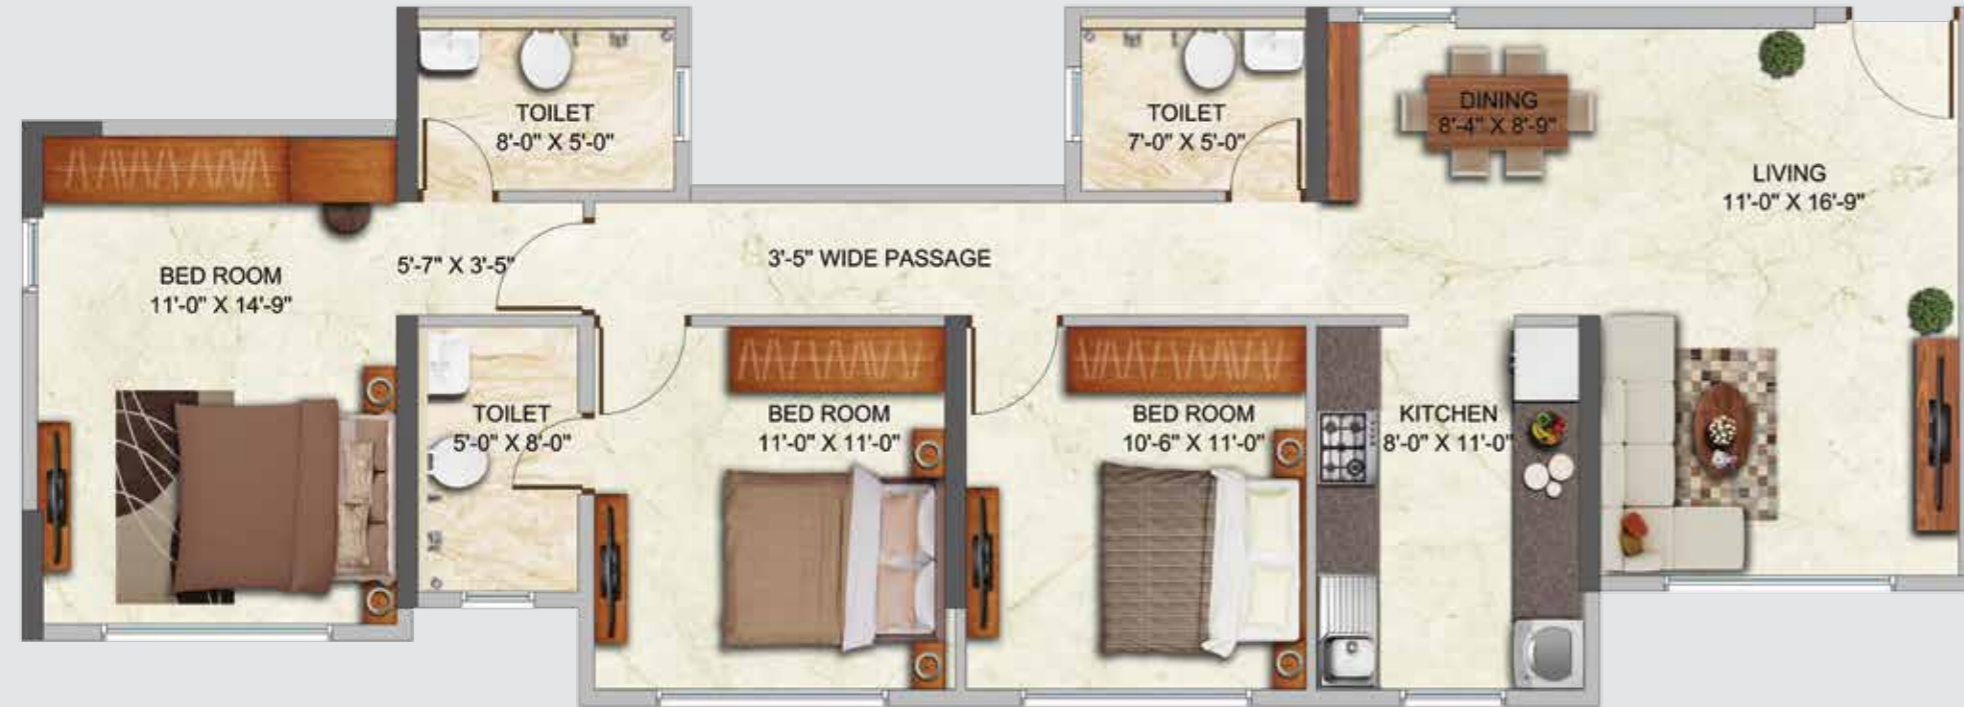 TOILET
8'-0" X 5'-0"
TOILET
7'-0" X 5'-0"
DINING
8'-4" X 8'-9"
LIVING
11'-0" X 16'-9"
BED ROOM
11'-0" X 14'-9"
5'-7" X 3'-5"
3'-5" WIDE PASSAGE
TOILET
5'-0" X 8'-0"
BED ROOM
11'-0" X 11'-0"
BED ROOM
10'-6" X 11'-0"
KITCHEN
8'-0" X 11'-0"